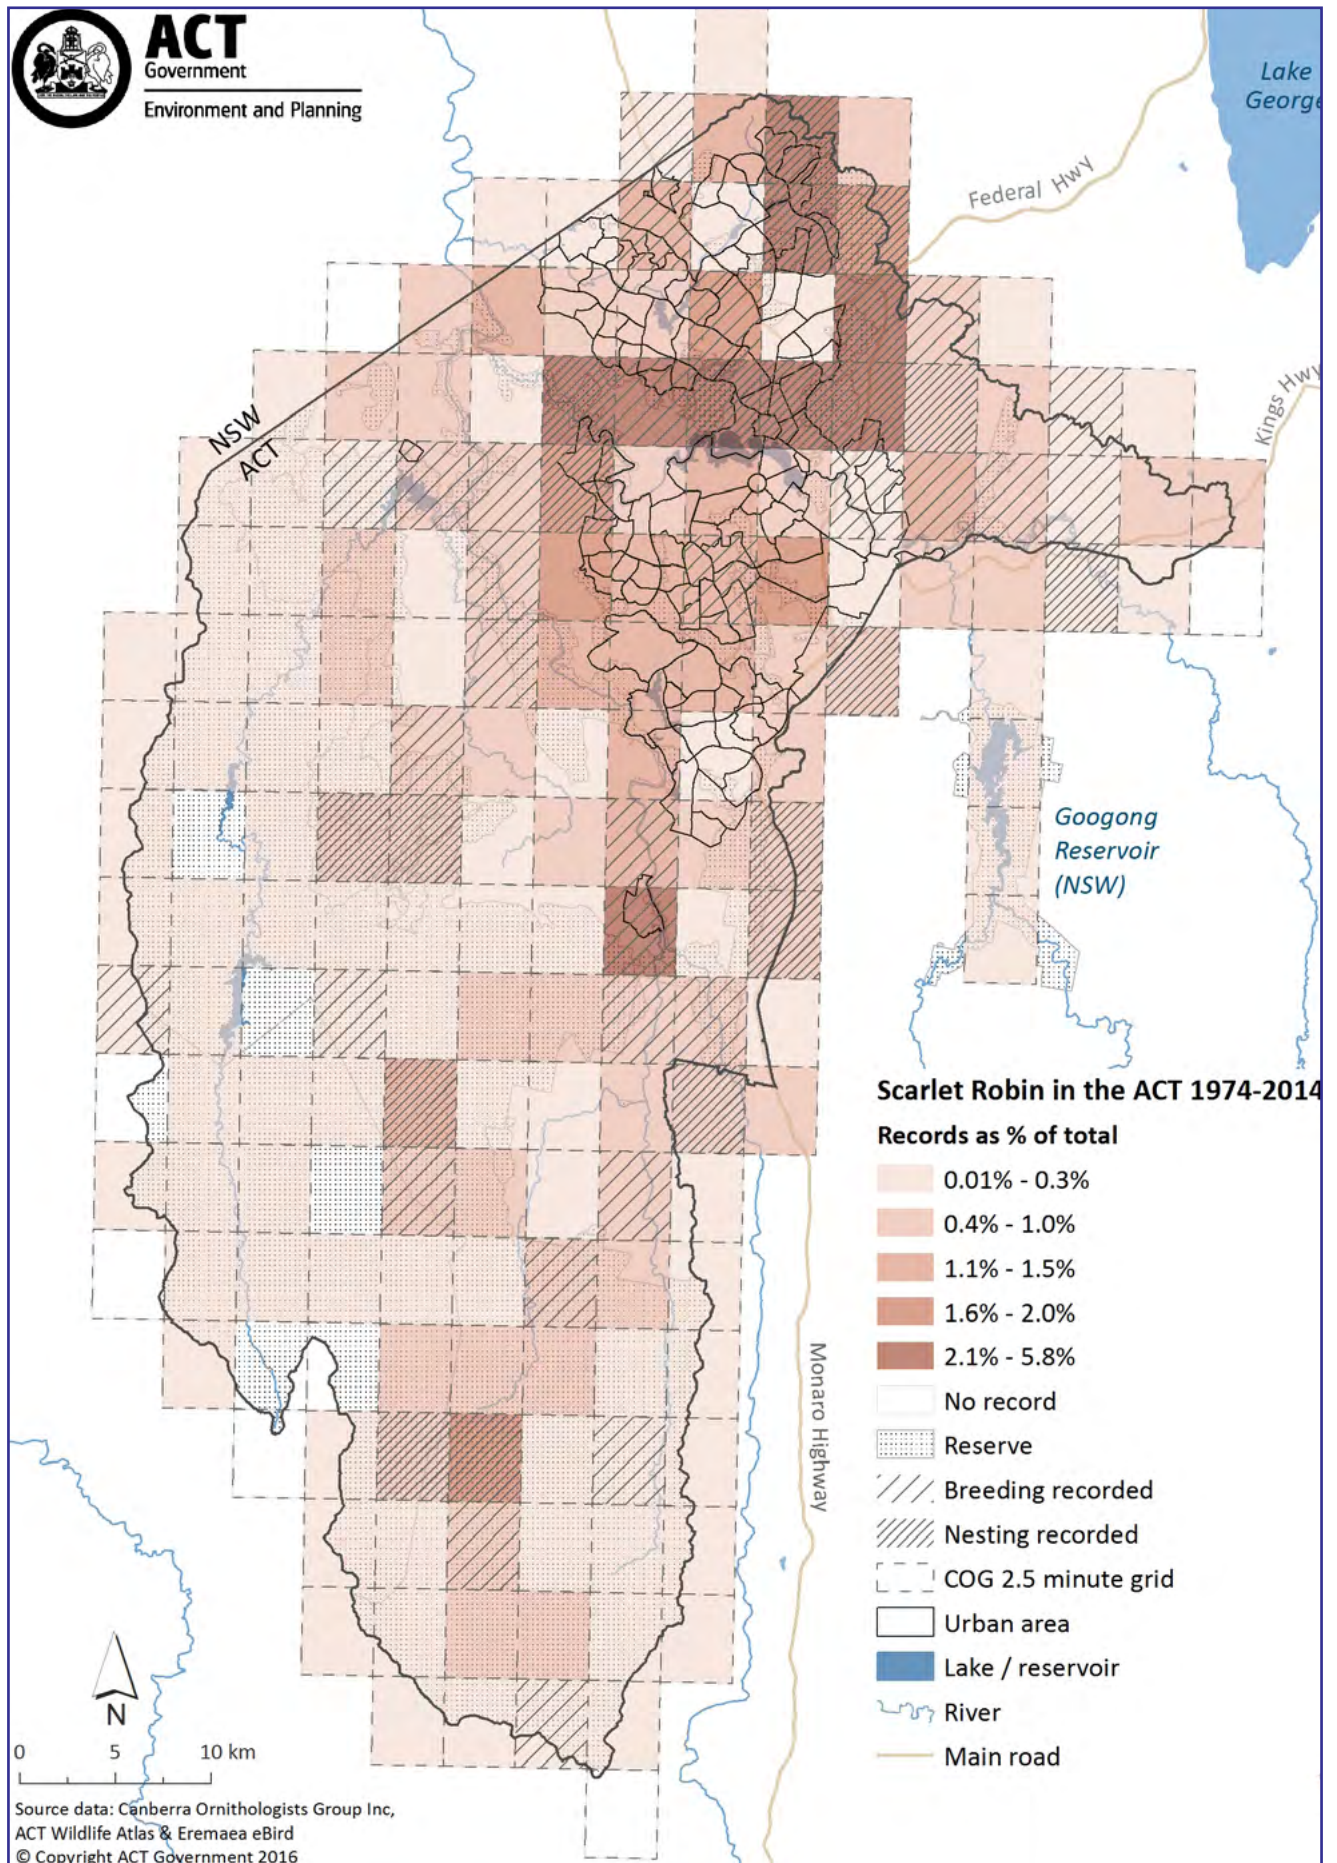 ACT
Government
Environment and Planning
Lake
George
Federal Hwy
Kings Hwy
NSW
ACT
Googong
Reservoir
(NSW)
Monaro Highway
Scarlet Robin in the ACT 1974-2014
Records as % of total
0.01% - 0.3%
0.4% - 1.0%
1.1% - 1.5%
1.6% - 2.0%
2.1% - 5.8%
No record
Reserve
Breeding recorded
Nesting recorded
COG 2.5 minute grid
Urban area
Lake / reservoir
River
Main road
N
0 5 10 km
Source data: Canberra Ornithologists Group Inc,
ACT Wildlife Atlas & Eremaea eBird
© Copyright ACT Government 2016